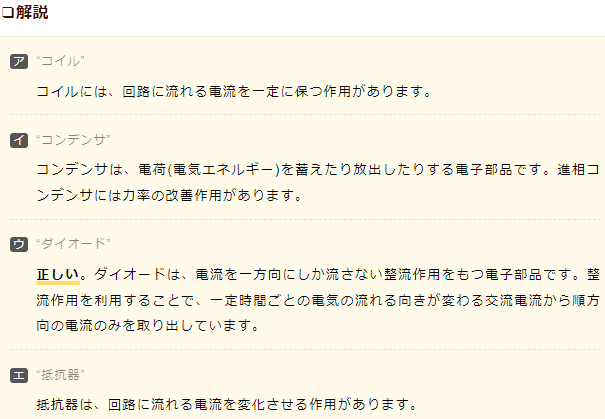 ❏解説
ア “コイル”
コイルには、回路に流れる電流を一定に保つ作用があります。
イ “コンデンサ”
コンデンサは、電荷(電気エネルギー)を蓄えたり放出したりする電子部品です。進相コ
ンデンサには力率の改善作用があります。
ウ “ダイオード”
正しい。ダイオードは、電流を一方向にしか流さない整流作用をもつ電子部品です。整
流作用を利用することで、一定時間ごとの電気の流れる向きが変わる交流電流から順方
向の電流のみを取り出しています。
エ “抵抗器”
抵抗器は、回路に流れる電流を変化させる作用があります。